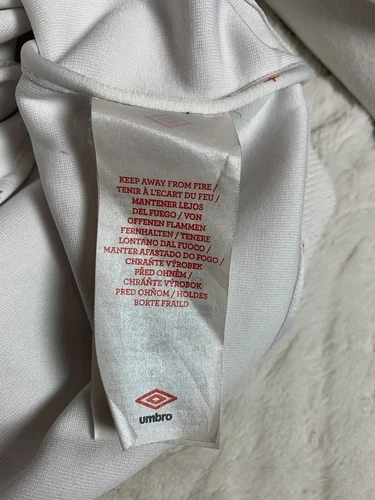 KEEP AWAY FROM FIRE /
TENIR À L'ECART DU FEU /
MANTENER LEJOS
DEL FUEGO / VON
OFFENEN FLAMMEN
FERNHALTEN / TENERE
LONTANO DAL FUOCO /
MANTER AFASTADO DO FOGO /
CHRAŇTE VÝROBEK
PŘED OHNĚM /
CHRÁŇTE VÝROBOK
PRED OHŇOM / HOLDES
BORTE FRAILD
umbro